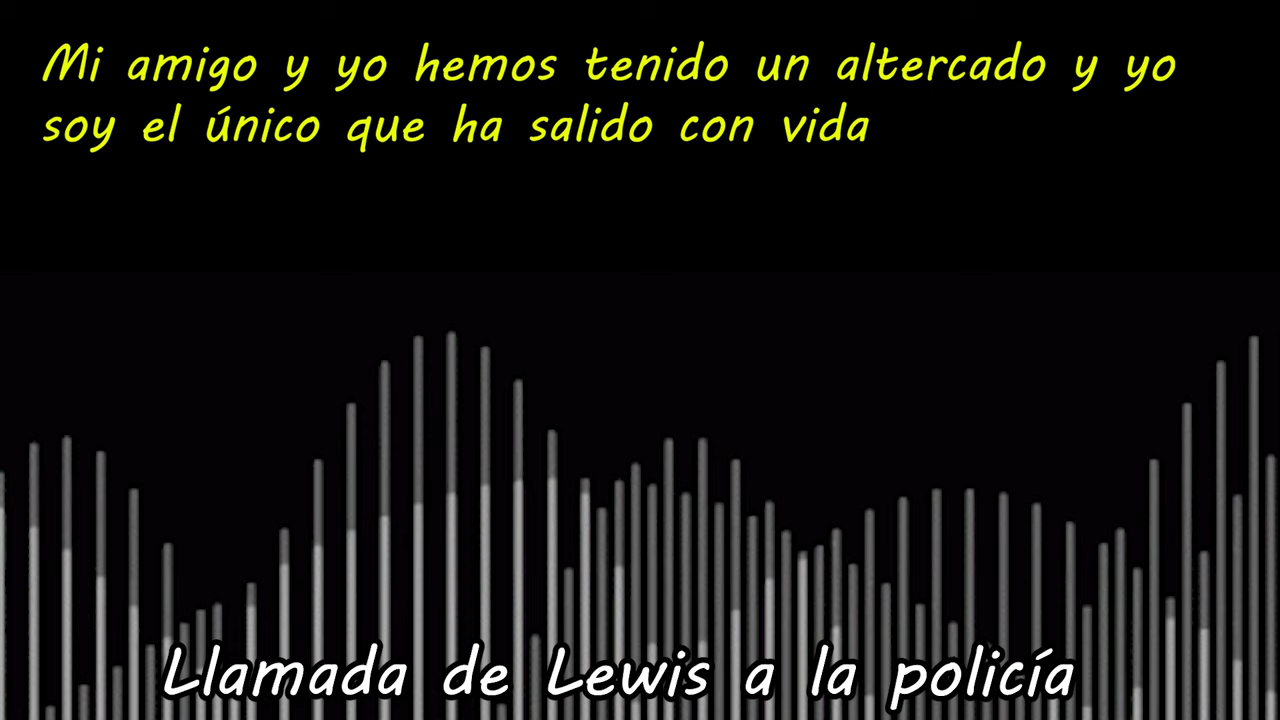 Mi amigo y yo hemos tenido un altercado y yo
soy el único que ha salido con vida
Llamada de Lewis a la policía